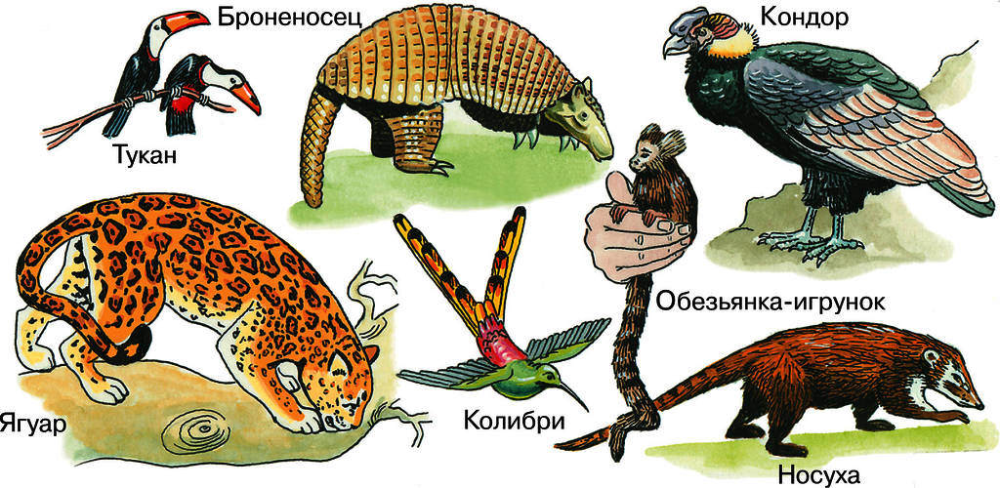 Броненосец
Кондор
Тукан
Обезьянка-игрунок
Ягуар
Колибри
Носуха